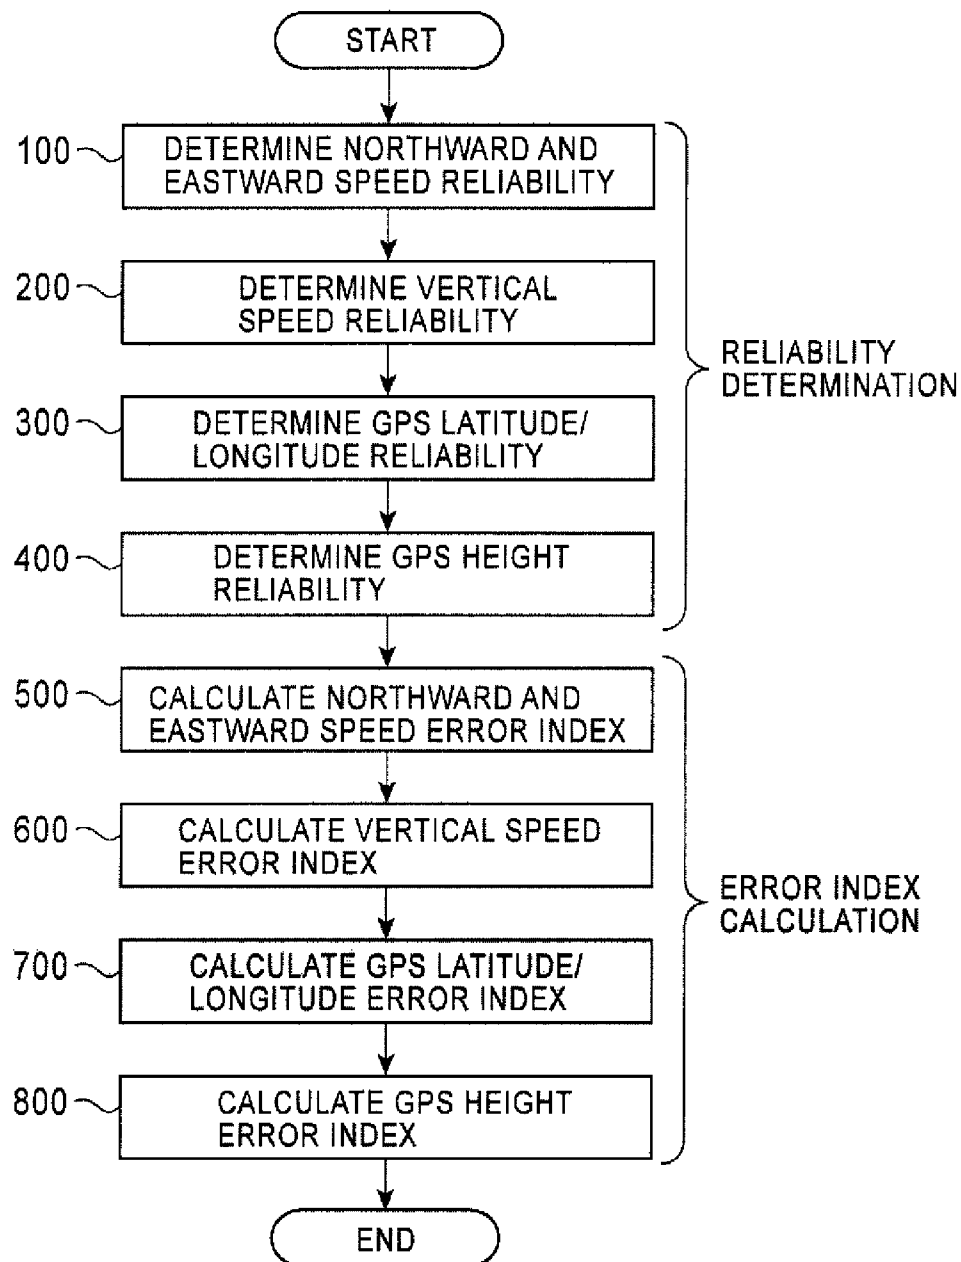 START
100
DETERMINE NORTHWARD AND
EASTWARD SPEED RELIABILITY
200
DETERMINE VERTICAL
SPEED RELIABILITY
300
DETERMINE GPS LATITUDE/
LONGITUDE RELIABILITY
400
DETERMINE GPS HEIGHT
RELIABILITY
RELIABILITY
DETERMINATION
500
CALCULATE NORTHWARD AND
EASTWARD SPEED ERROR INDEX
600
CALCULATE VERTICAL SPEED
ERROR INDEX
700
CALCULATE GPS LATITUDE/
LONGITUDE ERROR INDEX
800
CALCULATE GPS HEIGHT
ERROR INDEX
ERROR INDEX
CALCULATION
END